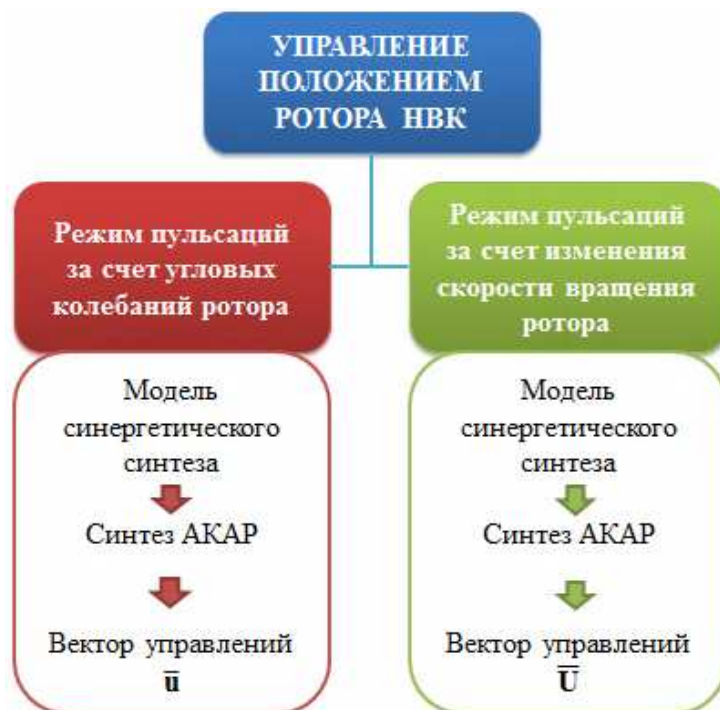 УПРАВЛЕНИЕ
ПОЛОЖЕНИЕМ
РОТОРА НВК
Режим пульсаций
за счет угловых
колебаний ротора
Модель
синергетического
синтеза
Синтез АКАР
Вектор управлений
u̅
Режим пульсаций
за счет изменения
скорости вращения
ротора
Модель
синергетического
синтеза
Синтез АКАР
Вектор управлений
U̅